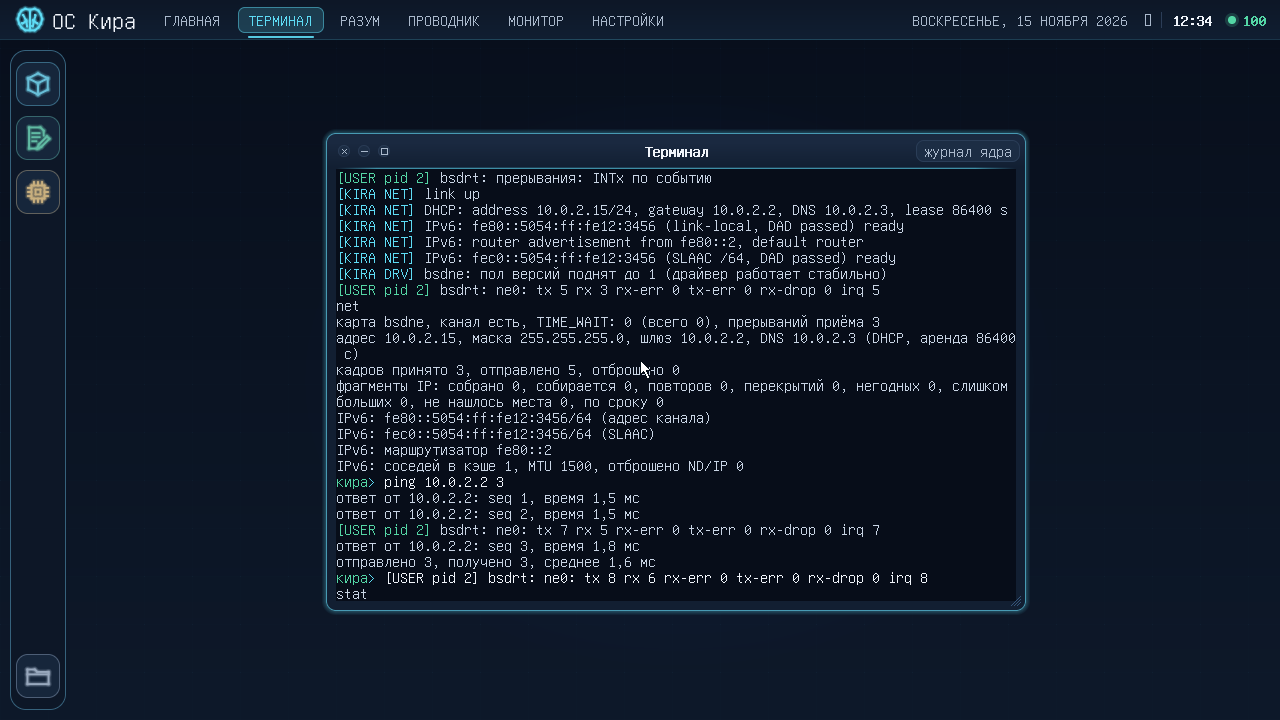 ОС Кира
ГЛАВНАЯ
ТЕРМИНАЛ
РАЗУМ
ПРОВОДНИК
МОНИТОР
НАСТРОЙКИ
ВОСКРЕСЕНЬЕ, 15 НОЯБРЯ 2026
12:34
100
Терминал
журнал ядра
[USER pid 2] bsdrt: прерывания: INTx по событию
[KIRA NET] link up
[KIRA NET] DHCP: address 10.0.2.15/24, gateway 10.0.2.2, DNS 10.0.2.3, lease 86400 s
[KIRA NET] IPv6: fe80::5054:ff:fe12:3456 (link-local, DAD passed) ready
[KIRA NET] IPv6: router advertisement from fe80::2, default router
[KIRA NET] IPv6: fec0::5054:ff:fe12:3456 (SLAAC /64, DAD passed) ready
[KIRA DRV] bsdne: пол версий поднят до 1 (драйвер работает стабильно)
[USER pid 2] bsdrt: ne0: tx 5 rx 3 rx-err 0 tx-err 0 rx-drop 0 irq 5
net
карта bsdne, канал есть, TIME_WAIT: 0 (всего 0), прерываний приёма 3
адрес 10.0.2.15, маска 255.255.255.0, шлюз 10.0.2.2, DNS 10.0.2.3 (DHCP, аренда 86400
с)
кадров принято 3, отправлено 5, отброшено 0
фрагменты IP: собрано 0, собирается 0, повторов 0, перекрытий 0, негодных 0, слишком
больших 0, не нашлось места 0, по сроку 0
IPv6: fe80::5054:ff:fe12:3456/64 (адрес канала)
IPv6: fec0::5054:ff:fe12:3456/64 (SLAAC)
IPv6: маршрутизатор fe80::2
IPv6: соседей в кэше 1, MTU 1500, отброшено ND/IP 0
кира> ping 10.0.2.2 3
ответ от 10.0.2.2: seq 1, время 1,5 мс
ответ от 10.0.2.2: seq 2, время 1,5 мс
[USER pid 2] bsdrt: ne0: tx 7 rx 5 rx-err 0 tx-err 0 rx-drop 0 irq 7
ответ от 10.0.2.2: seq 3, время 1,8 мс
отправлено 3, получено 3, среднее 1,6 мс
кира> [USER pid 2] bsdrt: ne0: tx 8 rx 6 rx-err 0 tx-err 0 rx-drop 0 irq 8
stat